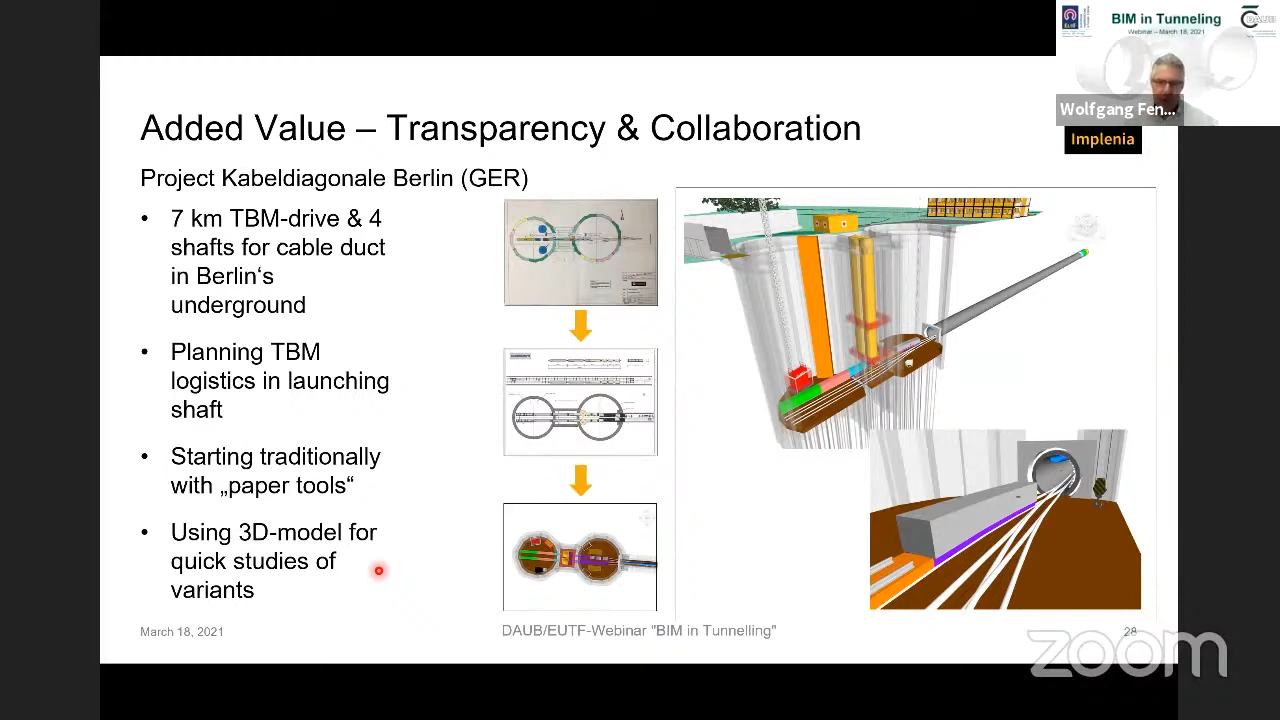 BIM in Tunneling
Webinar – March 18, 2021
EUTF
DAUB
Wolfgang Fen...
Implenia
Added Value – Transparency & Collaboration
Project Kabeldiagonale Berlin (GER)
• 7 km TBM-drive & 4
shafts for cable duct
in Berlin‘s
underground
• Planning TBM
logistics in launching
shaft
• Starting traditionally
with „paper tools“
• Using 3D-model for
quick studies of
variants
March 18, 2021
DAUB/EUTF-Webinar "BIM in Tunnelling"
28
zoom